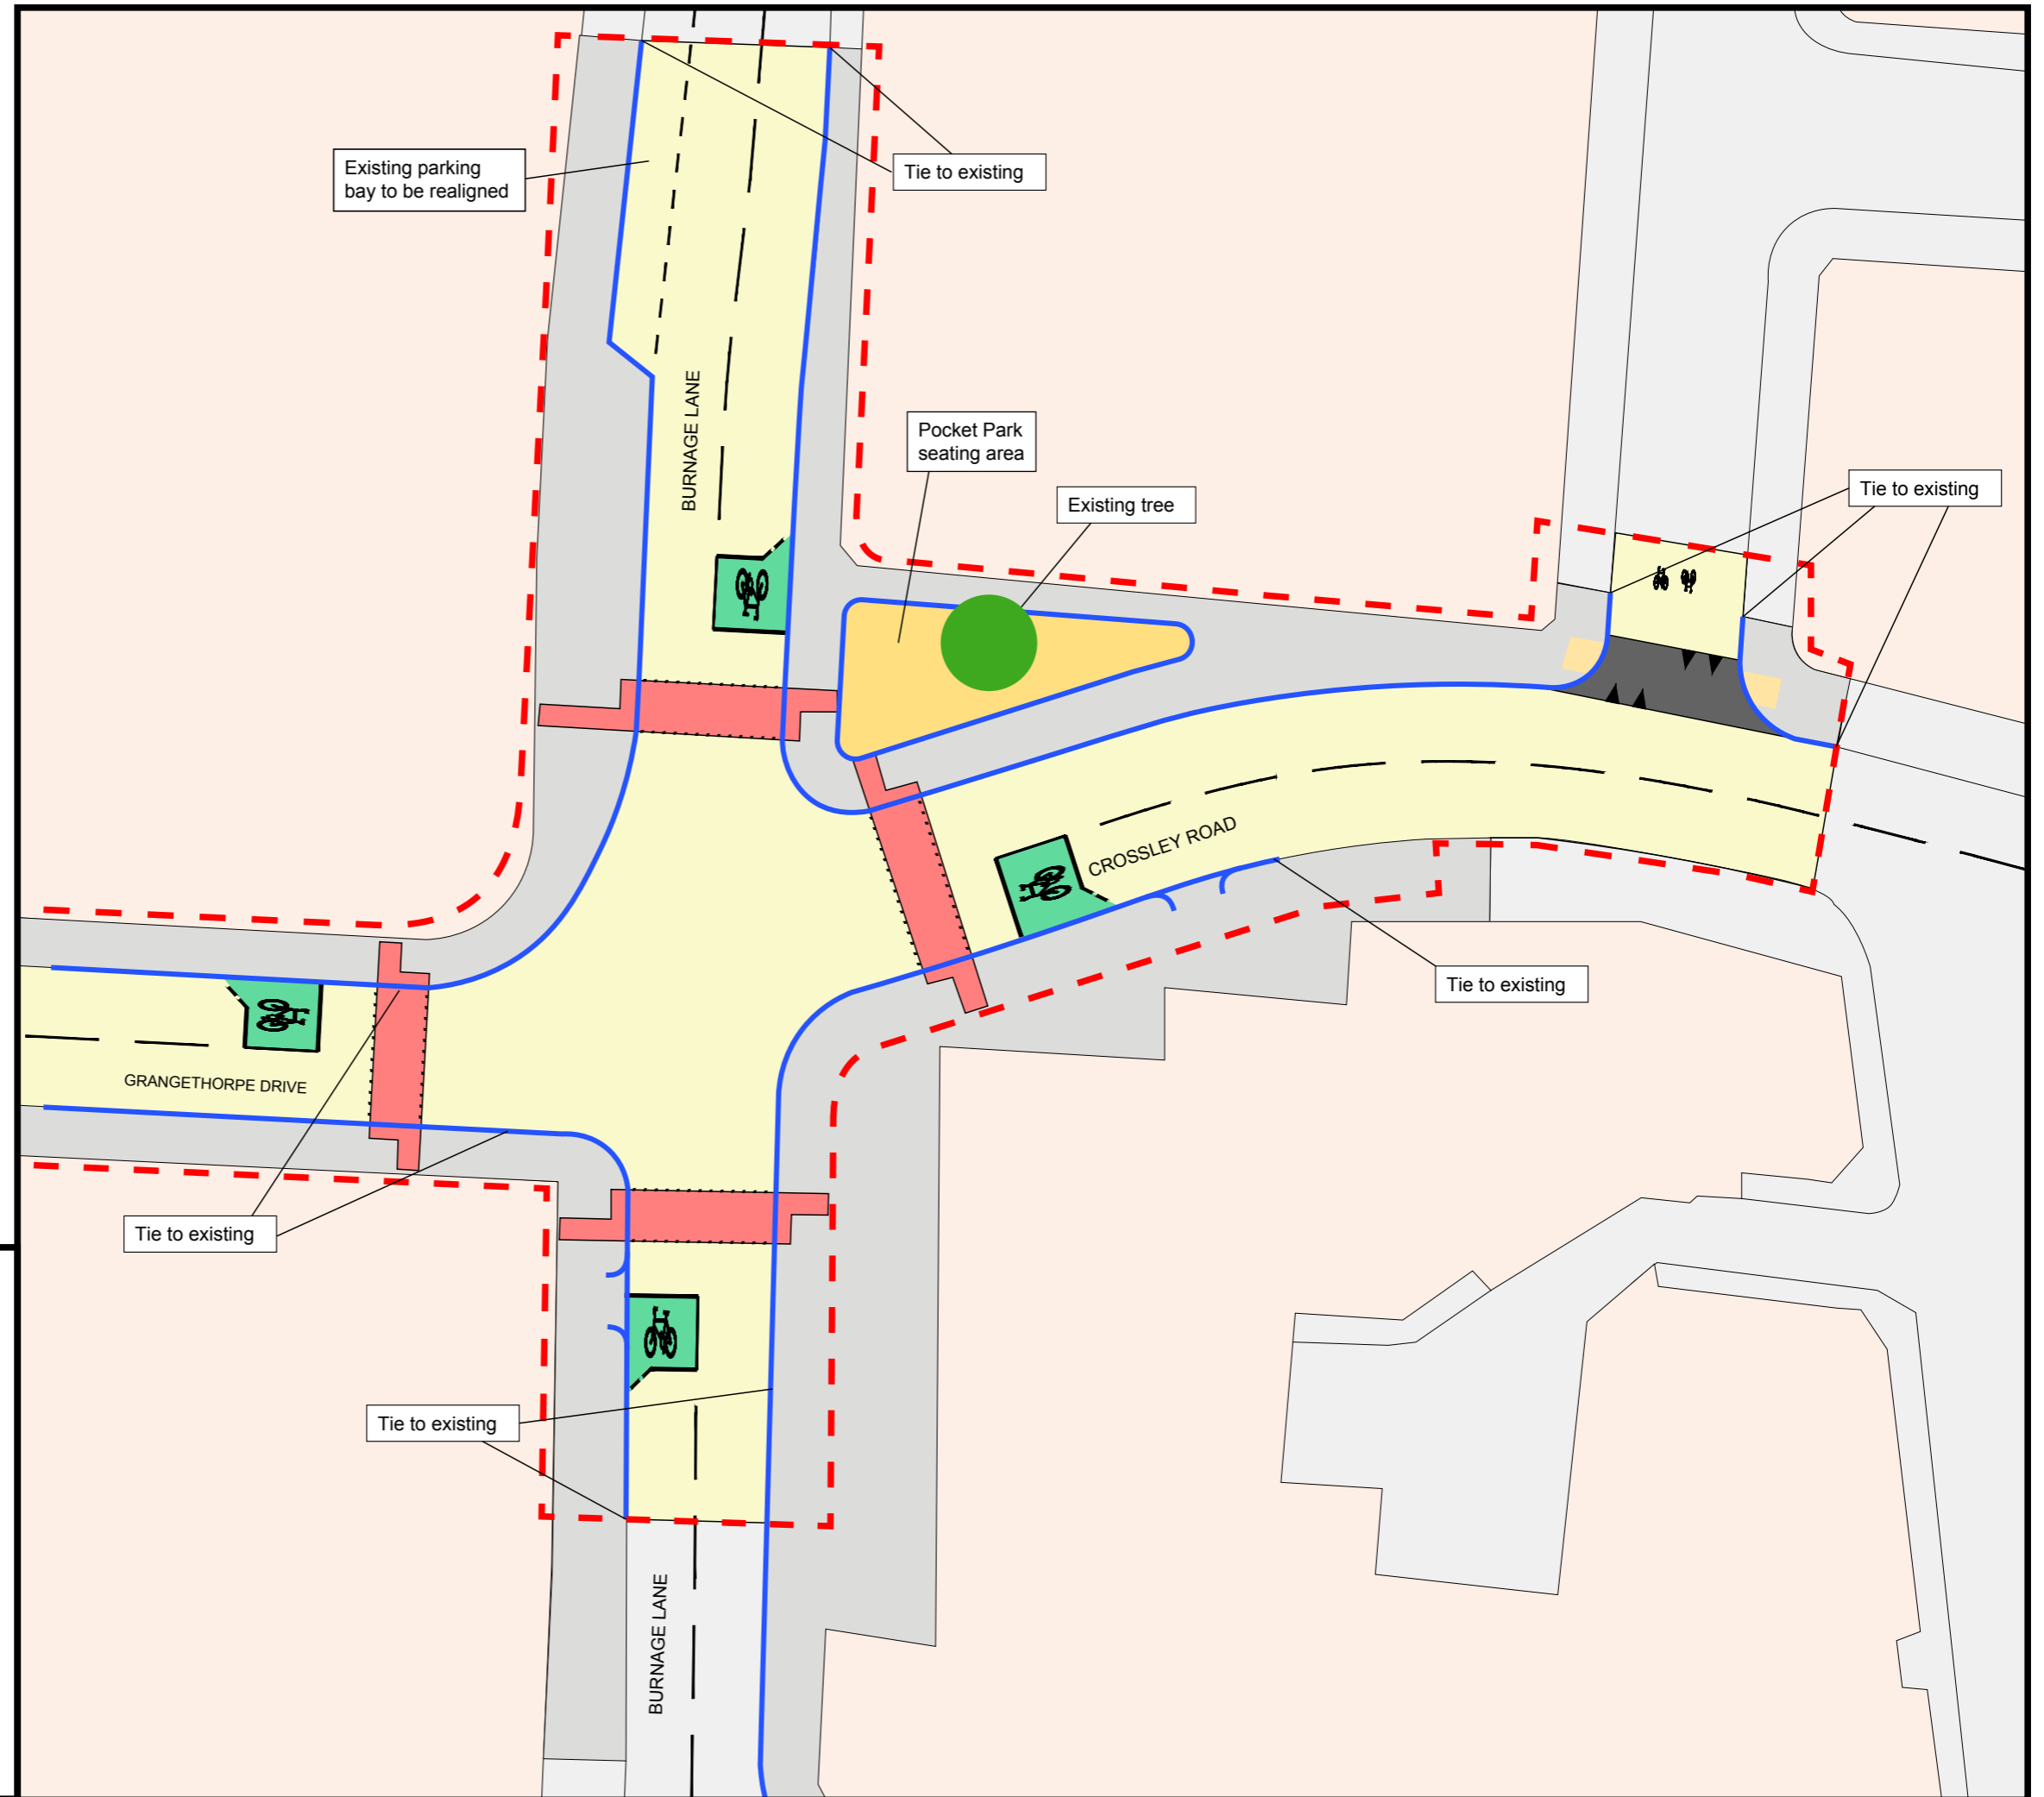 Existing parking
bay to be realigned
Tie to existing
BURNAGE LANE
Pocket Park
seating area
Existing tree
Tie to existing
CROSSLEY ROAD
Tie to existing
GRANGETHORPE DRIVE
Tie to existing
Tie to existing
BURNAGE LANE